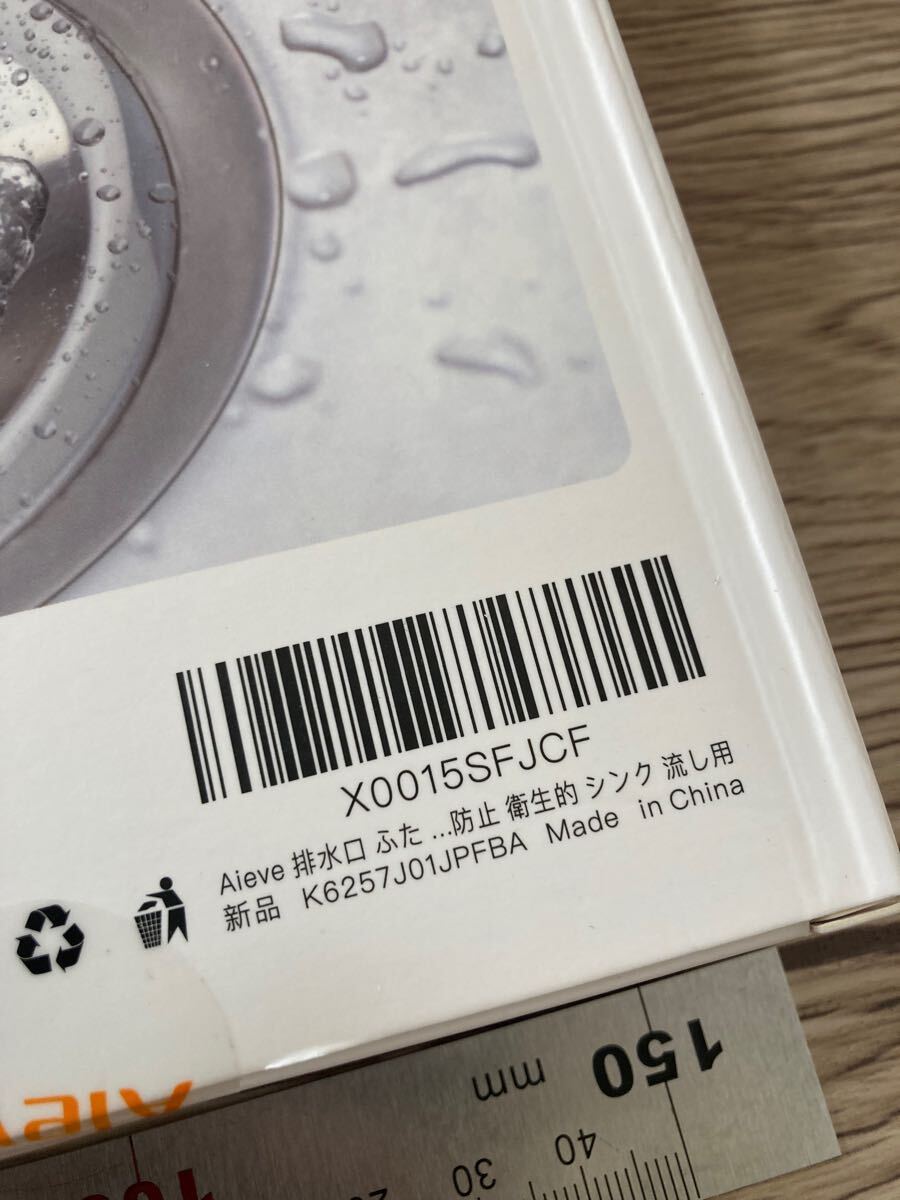 X0015SFJCF
Aieve 排水口 ふた ...防止 衛生的 シンク 流し用
新品 K6257J01JPFBA Made in China
Aiev
150
mm
30
40